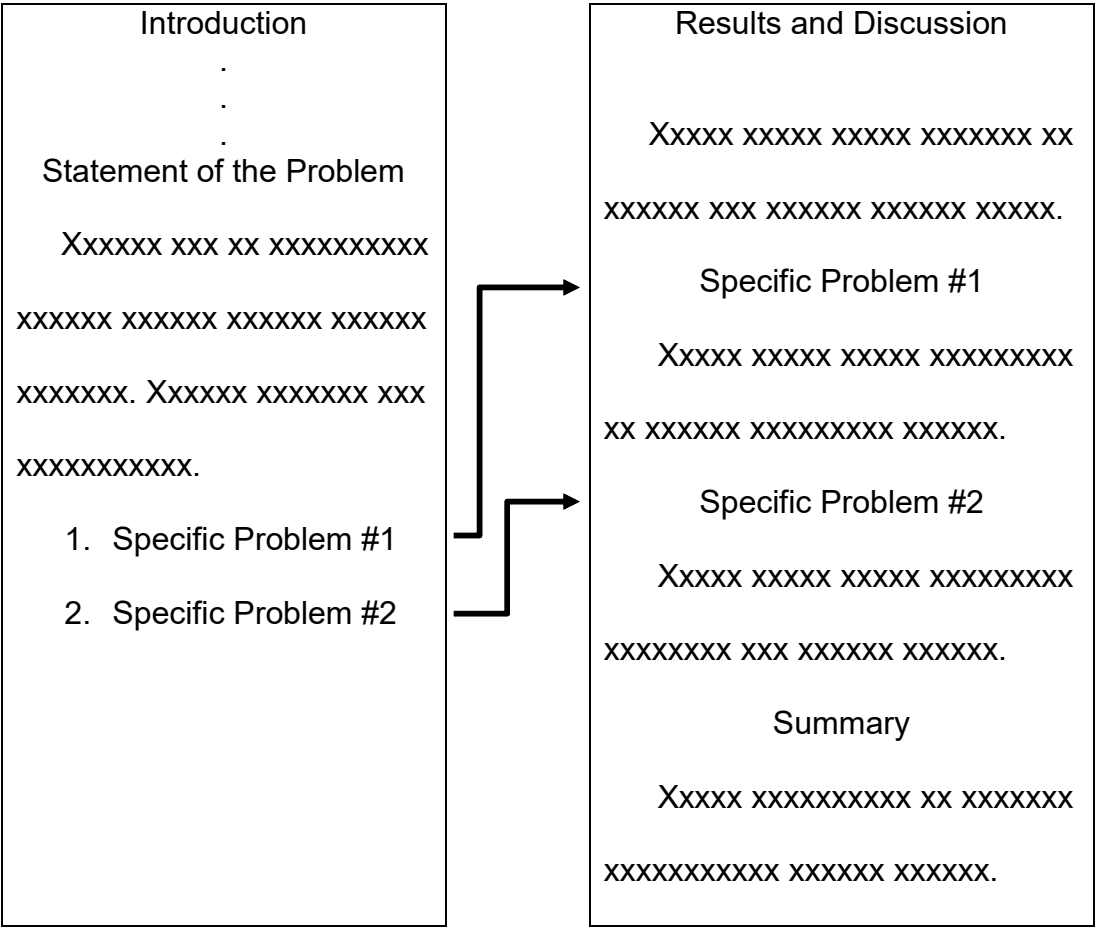 Introduction
.
.
.
Statement of the Problem
Xxxxxx xxx xx xxxxxxxxxx
xxxxxx xxxxxx xxxxxx xxxxxx
xxxxxxx. Xxxxxx xxxxxxx xxx
xxxxxxxxxxx.
1. Specific Problem #1
2. Specific Problem #2
Results and Discussion
Xxxxx xxxxx xxxxx xxxxxxx xx
xxxxxx xxx xxxxxx xxxxxx xxxxx.
Specific Problem #1
Xxxxx xxxxx xxxxx xxxxxxxxx
xx xxxxxx xxxxxxxxx xxxxxx.
Specific Problem #2
Xxxxx xxxxx xxxxx xxxxxxxxx
xxxxxxxx xxx xxxxxx xxxxxx.
Summary
Xxxxx xxxxxxxxxx xx xxxxxxx
xxxxxxxxxxx xxxxxx xxxxxx.